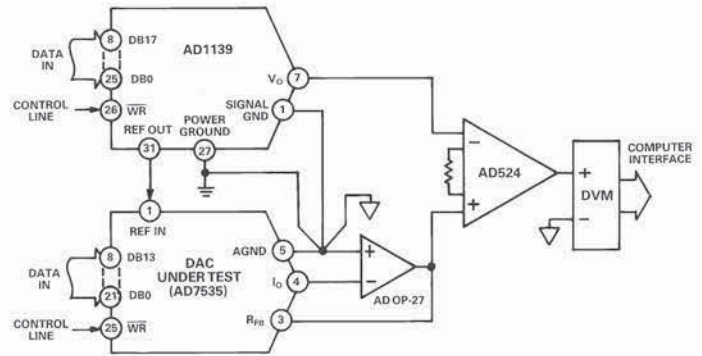 DATA
IN
8
DB17
AD1139
25
DB0
CONTROL
LINE
26
WR
REF OUT
31
POWER
GROUND
27
SIGNAL
GND
1
VO
7
1
REF IN
DATA
IN
8
DB13
21
DB0
CONTROL
LINE
25
WR
DAC
UNDER TEST
(AD7535)
AGND
5
IO
4
RFB
3
+
−
AD OP-27
−
+
AD524
+
−
DVM
COMPUTER
INTERFACE